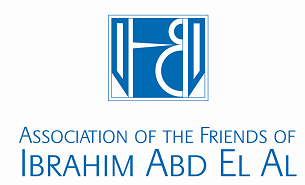 ASSOCIATION OF THE FRIENDS OF
IBRAHIM ABD EL AL